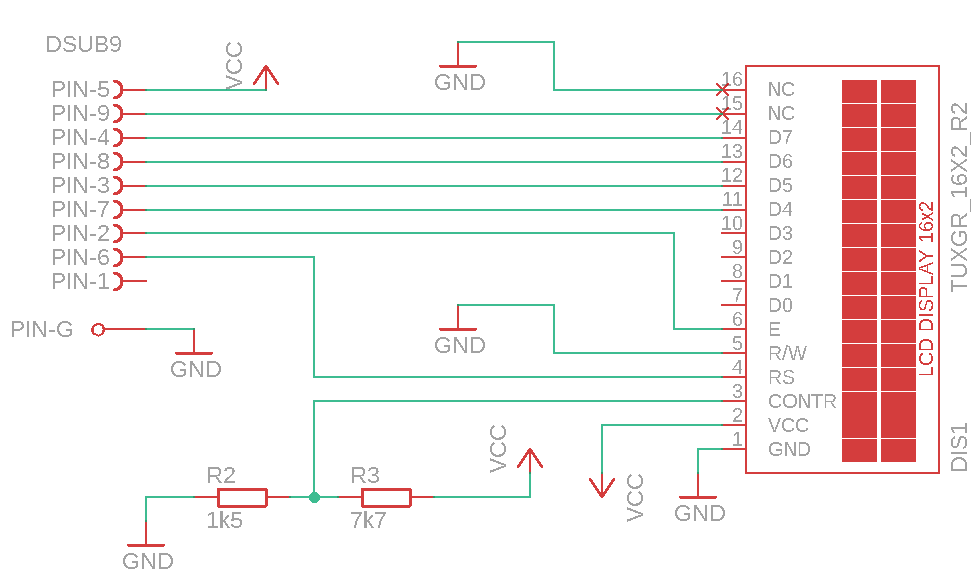 DSUB9
PIN-5
PIN-9
PIN-4
PIN-8
PIN-3
PIN-7
PIN-2
PIN-6
PIN-1
PIN-G
VCC
GND
GND
GND
R2
1k5
R3
7k7
VCC
GND
VCC
GND
16 NC
15 NC
14 D7
13 D6
12 D5
11 D4
10 D3
9 D2
8 D1
7 D0
6 E
5 R/W
4 RS
3 CONTR
2 VCC
1 GND
LCD DISPLAY 16x2
TUXGR_16X2_R2
DIS1